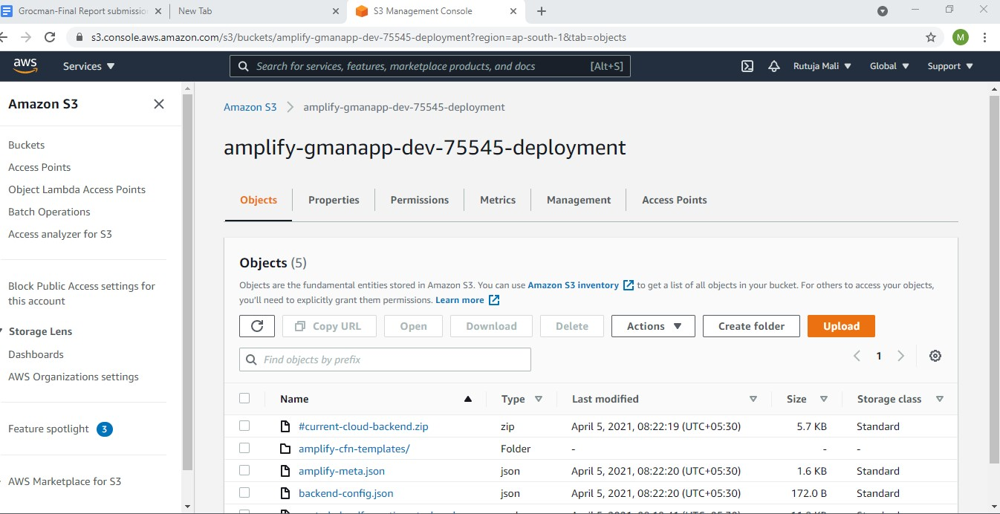 Grocman-Final Report submissio
New Tab
S3 Management Console
s3.console.aws.amazon.com/s3/buckets/amplify-gmanapp-dev-75545-deployment?region=ap-south-1&tab=objects
M
aws
Services
Search for services, features, marketplace products, and docs
[Alt+S]
Rutuja Mali
Global
Support
Amazon S3
Buckets
Access Points
Object Lambda Access Points
Batch Operations
Access analyzer for S3
Block Public Access settings for
this account
Storage Lens
Dashboards
AWS Organizations settings
Feature spotlight 3
AWS Marketplace for S3
Amazon S3 > amplify-gmanapp-dev-75545-deployment
amplify-gmanapp-dev-75545-deployment
Objects Properties Permissions Metrics Management Access Points
Objects (5)
Objects are the fundamental entities stored in Amazon S3. You can use Amazon S3 inventory to get a list of all objects in your bucket. For others to access your objects,
you'll need to explicitly grant them permissions. Learn more
Copy URL Open Download Delete Actions Create folder Upload
Find objects by prefix
1
Name Type Last modified Size Storage class
#current-cloud-backend.zip zip April 5, 2021, 08:22:19 (UTC+05:30) 5.7 KB Standard
amplify-cfn-templates/ Folder - - -
amplify-meta.json json April 5, 2021, 08:22:20 (UTC+05:30) 1.6 KB Standard
backend-config.json json April 5, 2021, 08:22:20 (UTC+05:30) 172.0 B Standard